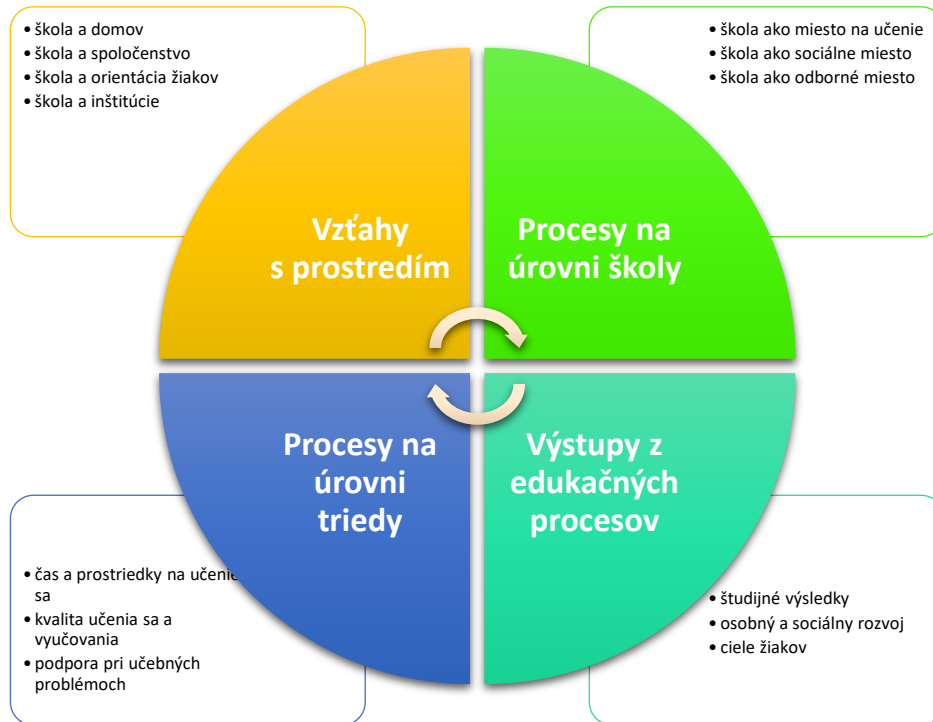 • škola a domov
• škola a spoločenstvo
• škola a orientácia žiakov
• škola a inštitúcie
• škola ako miesto na učenie
• škola ako sociálne miesto
• škola ako odborné miesto
Vzťahy
s prostredím
Procesy na
úrovni školy
Procesy na
úrovni
triedy
Výstupy z
edukačných
procesov
• čas a prostriedky na učenie
sa
• kvalita učenia sa a
vyučovania
• podpora pri učebných
problémoch
• študijné výsledky
• osobný a sociálny rozvoj
• ciele žiakov